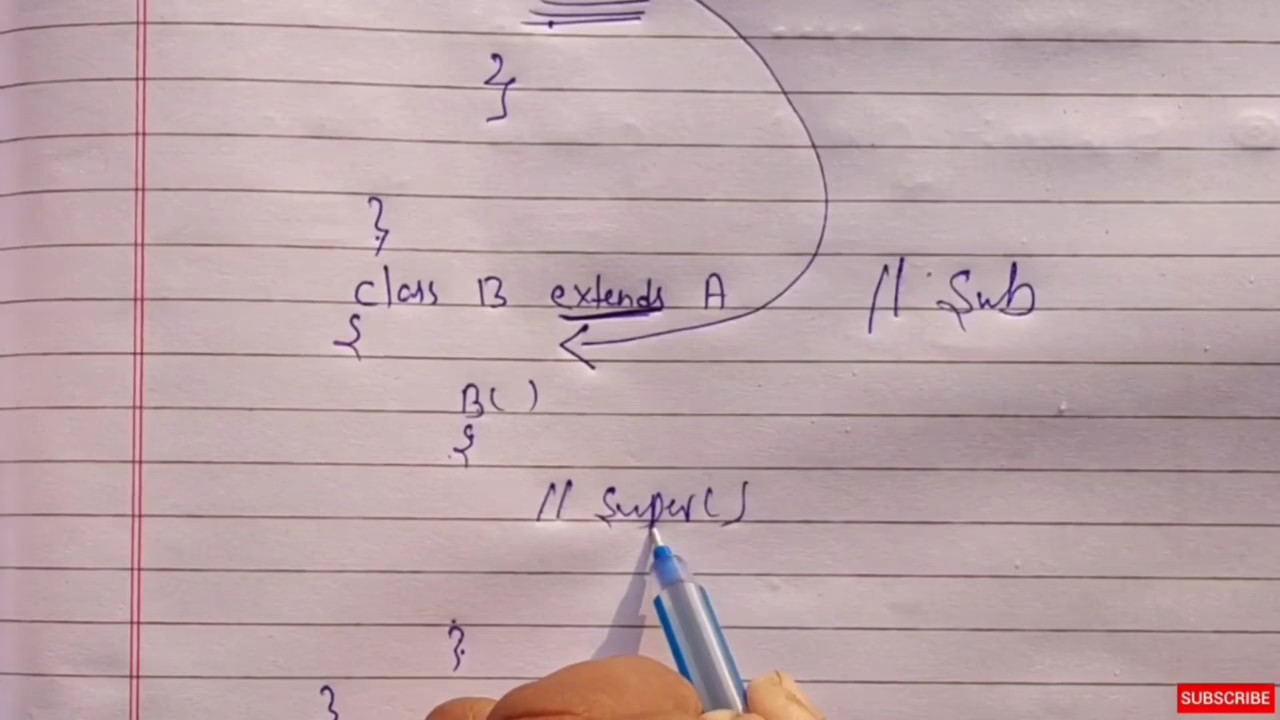 }
}
class B extends A // Sub
{
B( )
{
// Super()
}
}
SUBSCRIBE